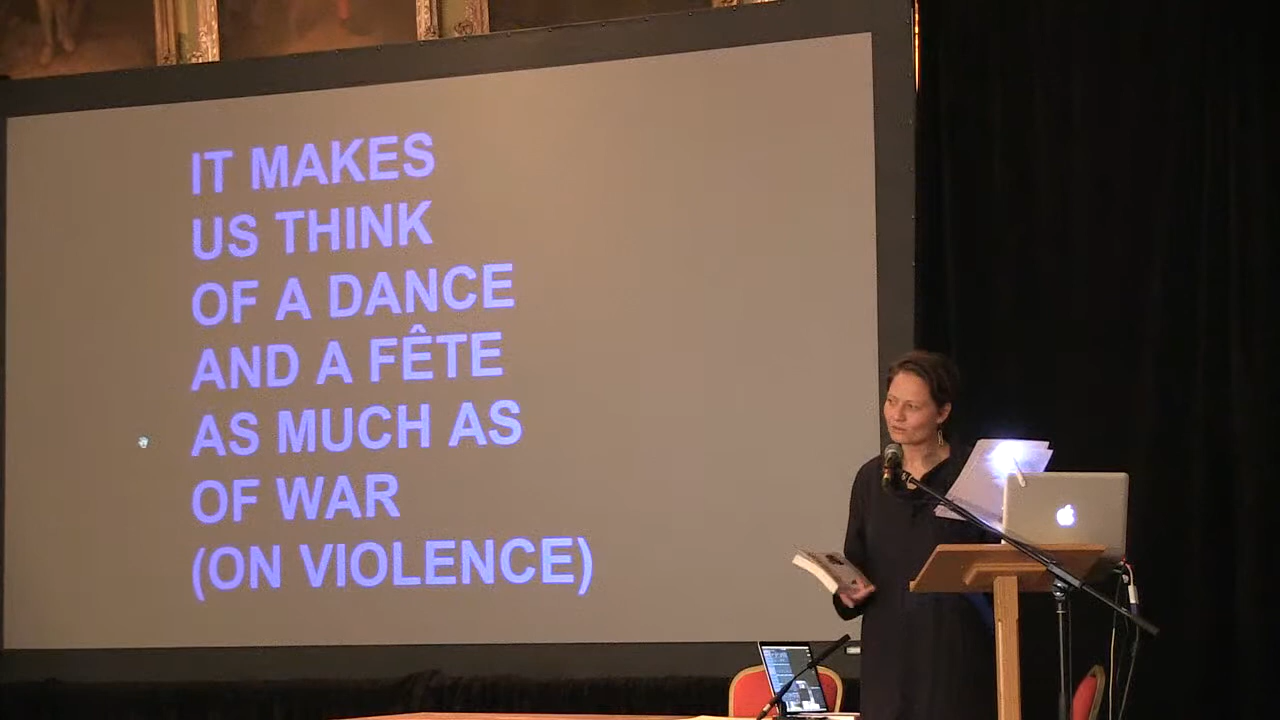 IT MAKES
US THINK
OF A DANCE
AND A FÊTE
AS MUCH AS
OF WAR
(ON VIOLENCE)